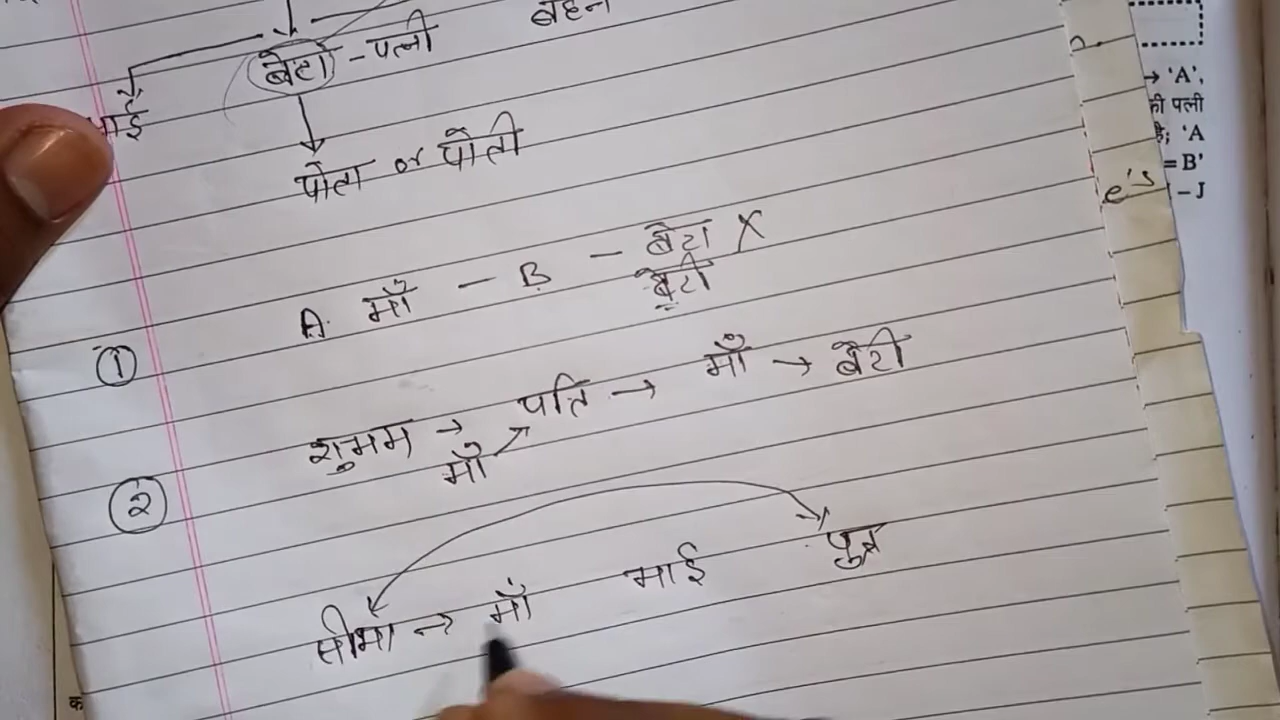 बहन
बेटा - पत्नी
भाई
पोता or पोती
A. माँ - B - बेटा X
बेटी
①
शुभम → पति → माँ → बेटी
माँ
②
सीमा → माँ भाई पुत्र
→ 'A',
की पत्नी
है; 'A
= B'
e's - J